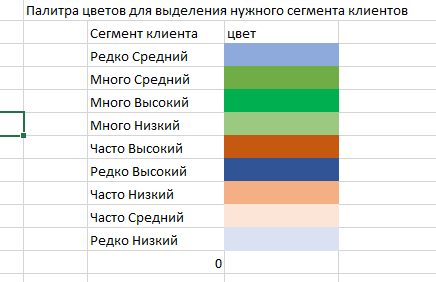 Палитра цветов для выделения нужного сегмента клиентов
Сегмент клиента цвет
Редко Средний
Много Средний
Много Высокий
Много Низкий
Часто Высокий
Редко Высокий
Часто Низкий
Часто Средний
Редко Низкий
0